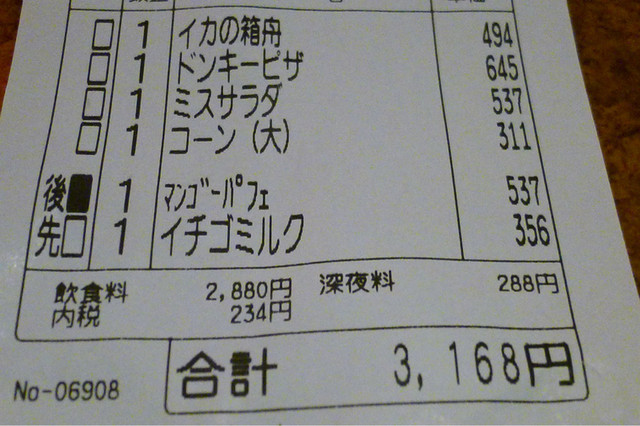 □ 1 イカの箱舟 494
□ 1 ドンキーピザ 645
□ 1 ミスサラダ 537
□ 1 コーン（大） 311
後■ 1 ﾏﾝｺﾞｰﾊﾟﾌｪ 537
先□ 1 イチゴミルク 356
飲食料 2,880円 深夜料 288円
内税 234円
合計 3,168円
No-06908